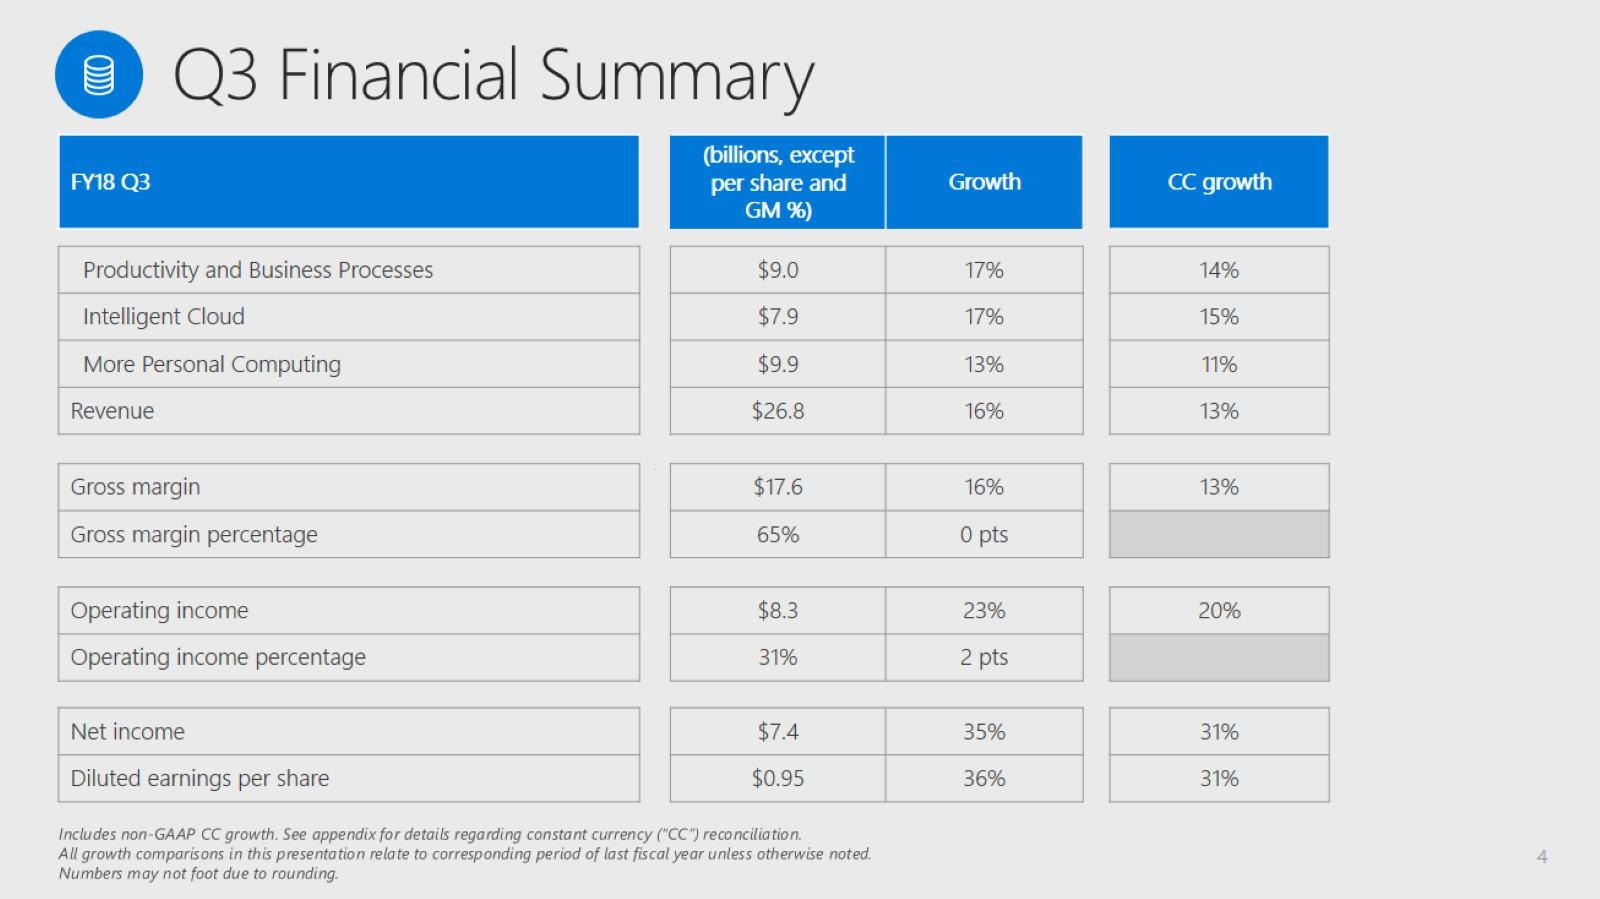 Q3 Financial Summary
FY18 Q3
(billions, except
per share and
GM %)
Growth
CC growth
Productivity and Business Processes $9.0 17% 14%
Intelligent Cloud $7.9 17% 15%
More Personal Computing $9.9 13% 11%
Revenue $26.8 16% 13%
Gross margin $17.6 16% 13%
Gross margin percentage 65% 0 pts
Operating income $8.3 23% 20%
Operating income percentage 31% 2 pts
Net income $7.4 35% 31%
Diluted earnings per share $0.95 36% 31%
Includes non-GAAP CC growth. See appendix for details regarding constant currency ("CC") reconciliation.
All growth comparisons in this presentation relate to corresponding period of last fiscal year unless otherwise noted.
Numbers may not foot due to rounding.
4